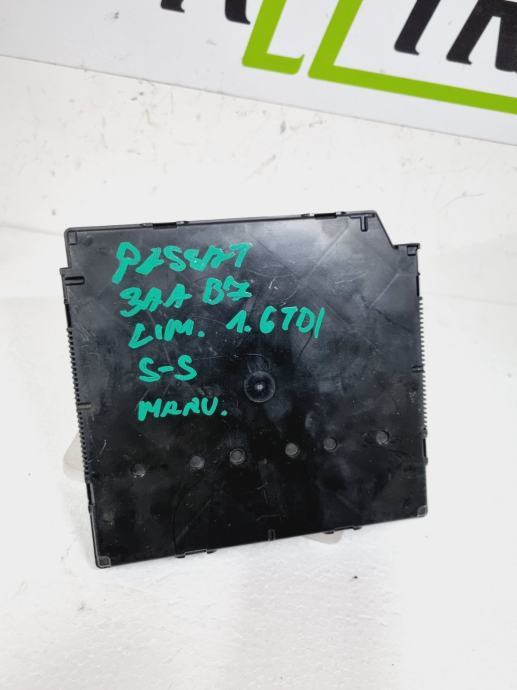 PASSAT
3AA B7
LIM. 1.6TDI
S-S
MANU.